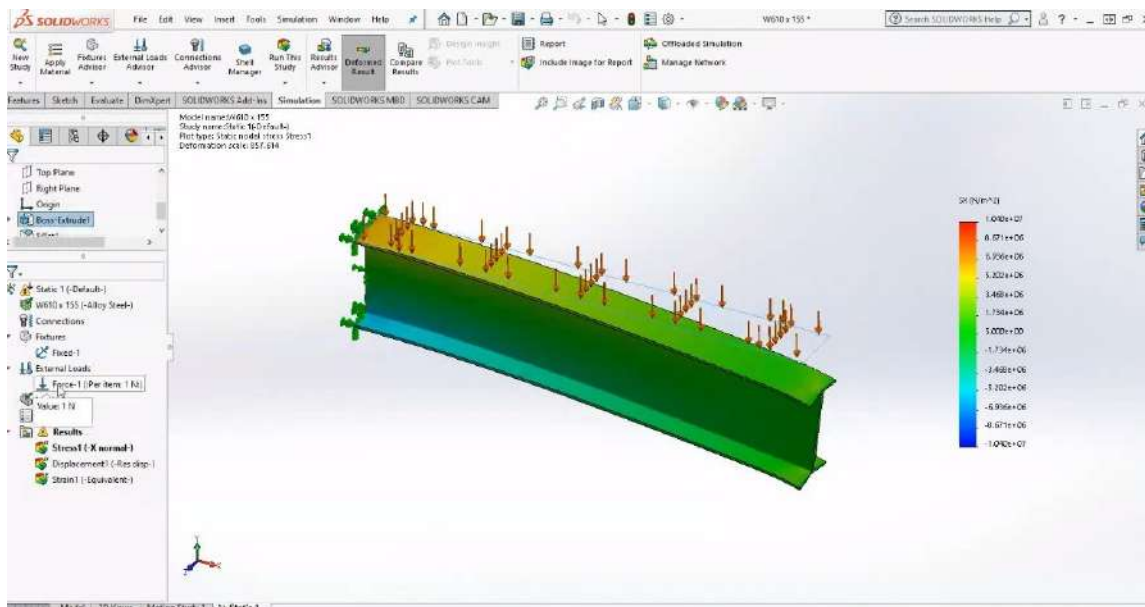 SOLIDWORKS File Edit View Insert Tools Simulation Window Help W610 x 155 * Search SOLIDWORKS Help
New Study
Apply Material
Fixtures Advisor
External Loads Advisor
Connections Advisor
Shell Manager
Run This Study
Results Advisor
Deformed Result
Compare Results
Design Insight
Plot Tools
Report
Include Image for Report
Offloaded Simulation
Manage Network
Features Sketch Evaluate DimXpert SOLIDWORKS Add-Ins Simulation SOLIDWORKS MBD SOLIDWORKS CAM
Model name:W610 x 155
Study name:Static 1(-Default-)
Plot type: Static nodal stress Stress1
Deformation scale: 857.614
Top Plane
Right Plane
Origin
Boss-Extrude1
Static 1 (-Default-)
W610 x 155 (-Alloy Steel-)
Connections
Fixtures
Fixed-1
External Loads
Force-1 (:Per item: 1 N:)
Value: 1 N
Results
Stress1 (-X normal-)
Displacement1 (-Res disp-)
Strain1 (-Equivalent-)
SX (N/m^2)
1.040e+07
8.671e+06
6.936e+06
5.202e+06
3.468e+06
1.734e+06
-1.734e+06
-3.468e+06
-5.202e+06
-6.936e+06
-8.671e+06
-1.040e+07
Y
X